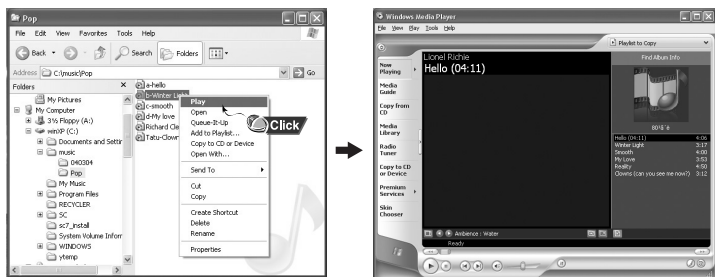 Pop
File Edit View Favorites Tools Help
Back Search Folders
Address C:\music\Pop Go
Folders
My Pictures
My Computer
3½ Floppy (A:)
winXP (C:)
Documents and Settir
music
040304
Pop
My Music
Program Files
RECYCLER
SC
sc7_install
System Volume Inforr
WINDOWS
ytemp
a-hello
b-Winter Light
c-smooth
d-My love
Richard Cle
Tatu-Clown
Play
Open
Queue-It-Up
Add to Playlist...
Copy to CD or Device
Open With...
Send To
Cut
Copy
Create Shortcut
Delete
Rename
Properties
Click
Windows Media Player
File View Play Tools Help
Playlist to Copy
Now Playing
Media Guide
Copy from CD
Media Library
Radio Tuner
Copy to CD or Device
Premium Services
Skin Chooser
Lionel Richie
Hello (04:11)
Find Album Info
Hello (04:11) 4:06
Winter Light 3:17
Smooth 4:00
My Love 3:53
Reality 4:50
Clowns (can you see me now?) 3:12
Ambience : Water
Ready